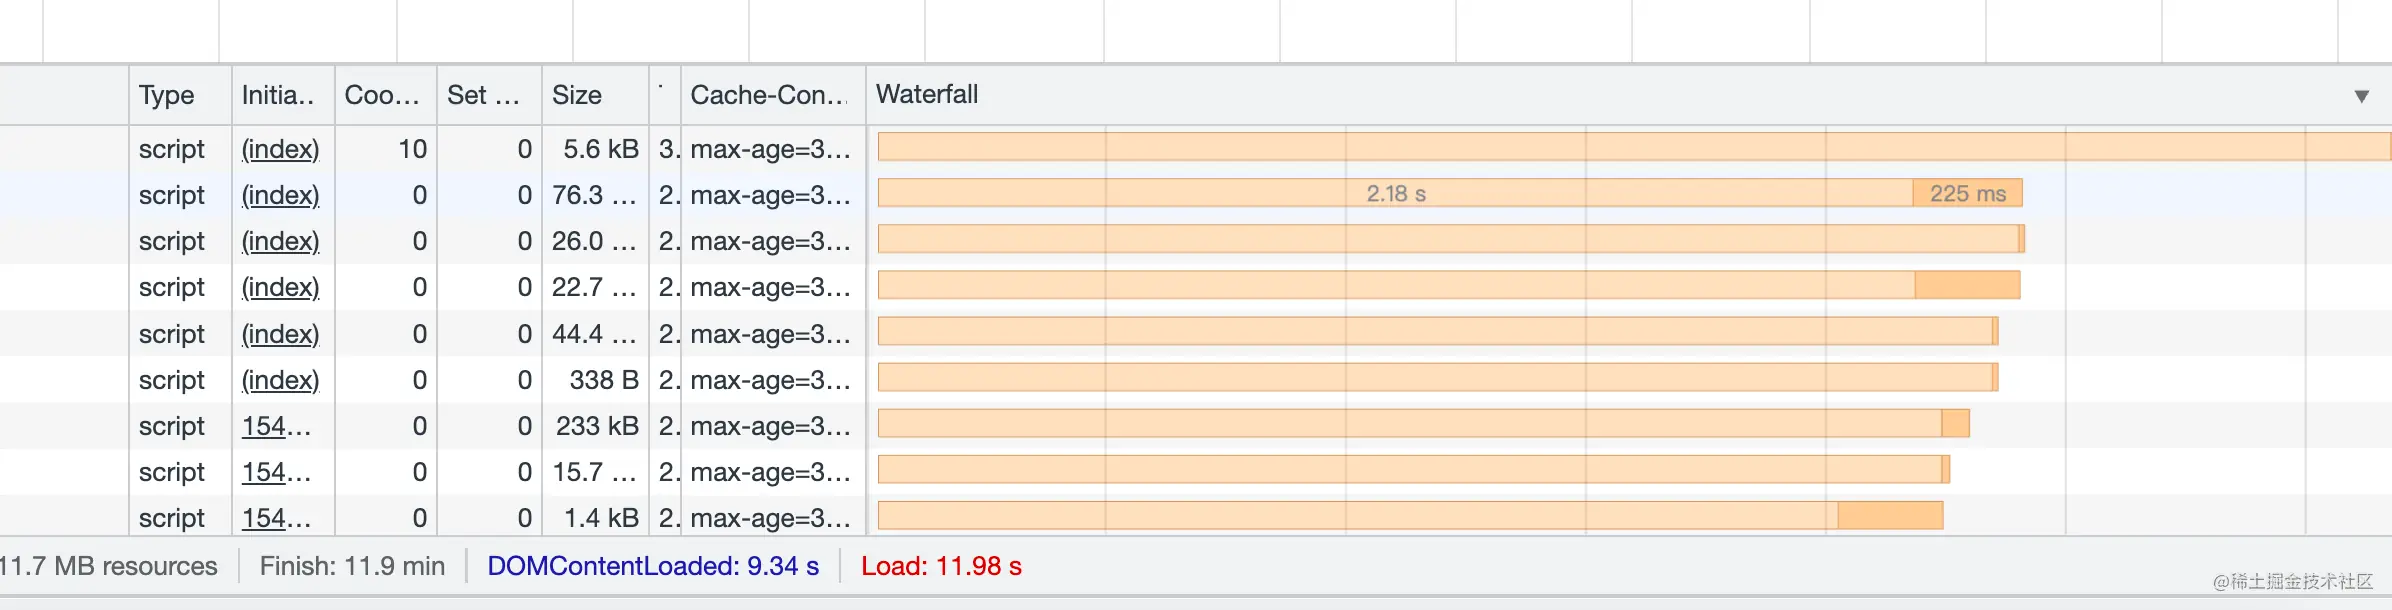 Type Initia.. Coo... Set ... Size Cache-Con... Waterfall ▼
script (index) 10 0 5.6 kB 3. max-age=3...
script (index) 0 0 76.3 ... 2. max-age=3... 2.18 s 225 ms
script (index) 0 0 26.0 ... 2. max-age=3...
script (index) 0 0 22.7 ... 2. max-age=3...
script (index) 0 0 44.4 ... 2. max-age=3...
script (index) 0 0 338 B 2. max-age=3...
script 154... 0 0 233 kB 2. max-age=3...
script 154... 0 0 15.7 ... 2. max-age=3...
script 154... 0 0 1.4 kB 2. max-age=3...
11.7 MB resources Finish: 11.9 min DOMContentLoaded: 9.34 s Load: 11.98 s
@稀土掘金技术社区